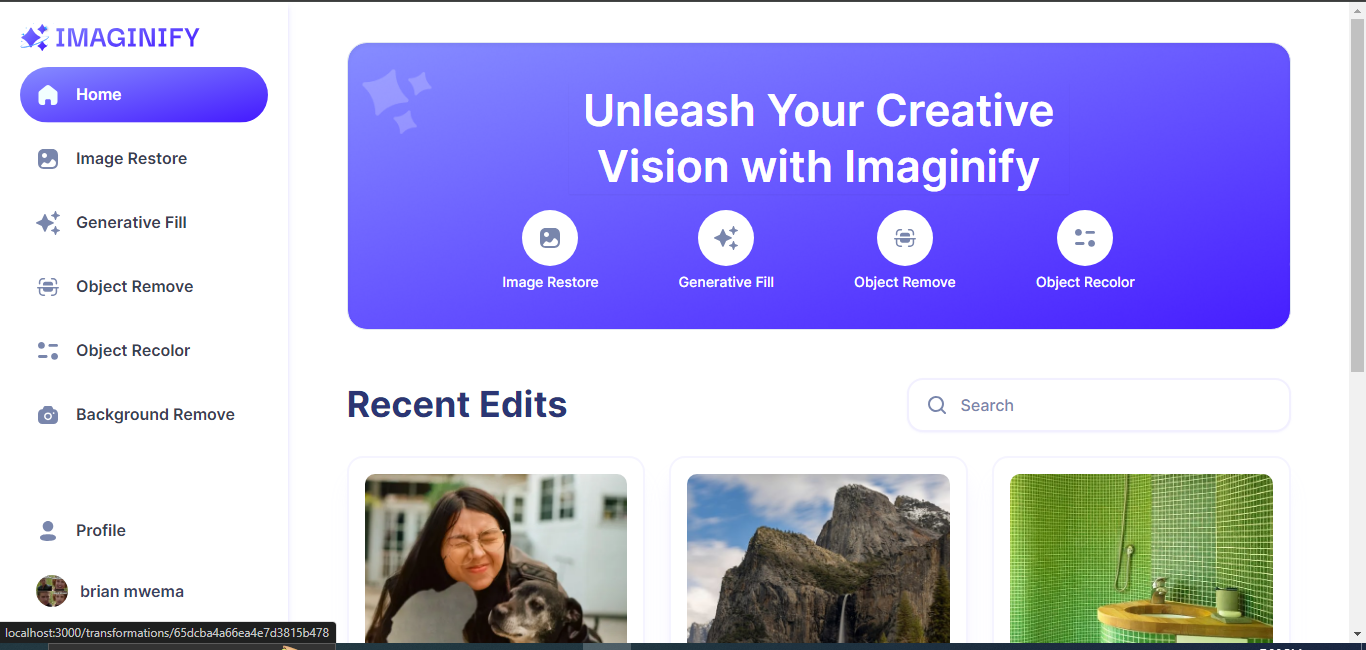 IMAGINIFY
Home
Image Restore
Generative Fill
Object Remove
Object Recolor
Background Remove
Profile
brian mwema
localhost:3000/transformations/65dcba4a66ea4e7d3815b478
Unleash Your Creative
Vision with Imaginify
Image Restore
Generative Fill
Object Remove
Object Recolor
Recent Edits
Search